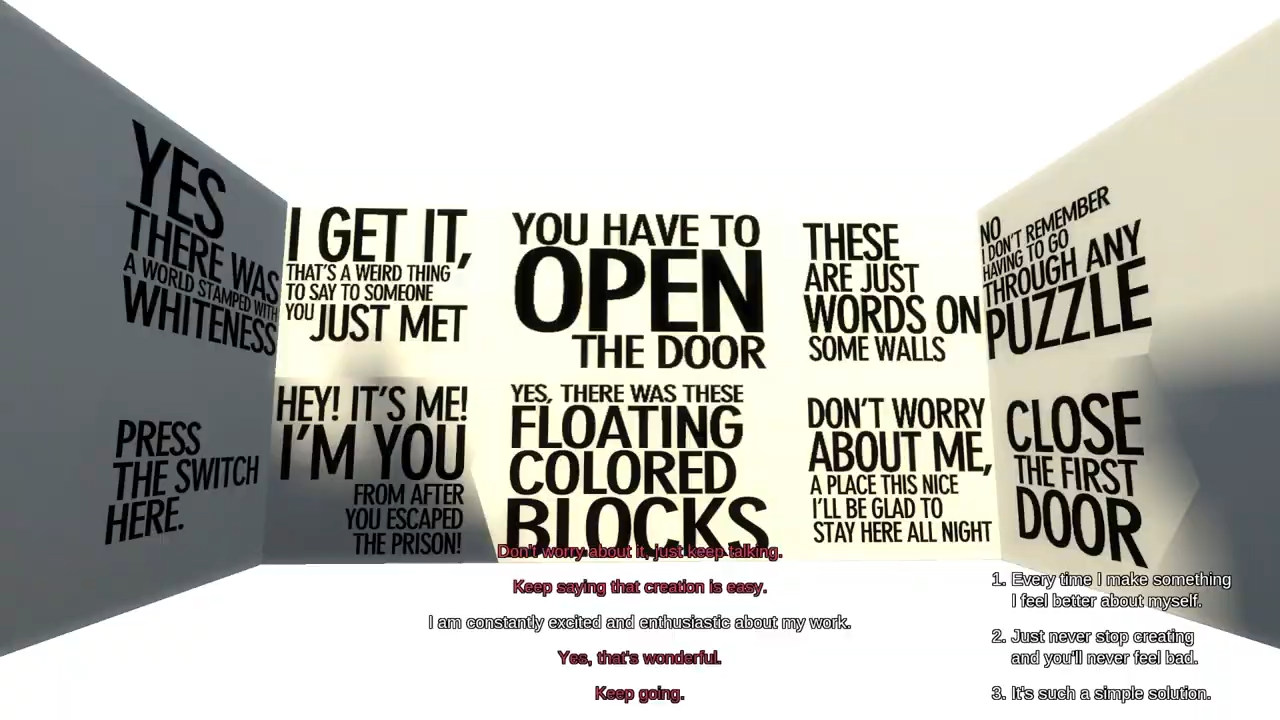 YES
THERE WAS
A WORLD STAMPED WITH
WHITENESS
PRESS
THE SWITCH
HERE.
I GET IT,
THAT'S A WEIRD THING
TO SAY TO SOMEONE
YOU JUST MET
HEY! IT'S ME!
I'M YOU
FROM AFTER
YOU ESCAPED
THE PRISON!
YOU HAVE TO
OPEN
THE DOOR
YES, THERE WAS THESE
FLOATING
COLORED
BLOCKS
THESE
ARE JUST
WORDS ON
SOME WALLS
DON'T WORRY
ABOUT ME,
A PLACE THIS NICE
I'LL BE GLAD TO
STAY HERE ALL NIGHT
NO
I DON'T REMEMBER
HAVING TO GO
THROUGH ANY
PUZZLE
CLOSE
THE FIRST
DOOR
Don't worry about it, just keep talking.
Keep saying that creation is easy.
I am constantly excited and enthusiastic about my work.
Yes, that's wonderful.
Keep going.
1. Every time I make something
I feel better about myself.
2. Just never stop creating
and you'll never feel bad.
3. It's such a simple solution.